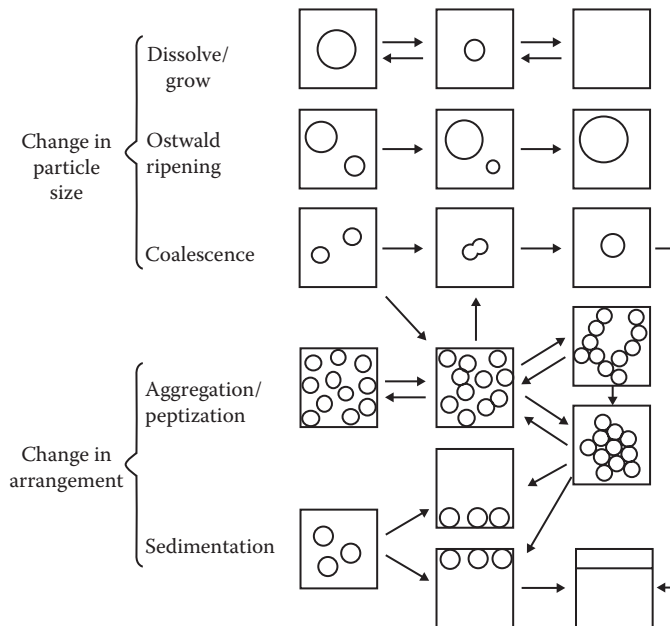 Dissolve/
grow
Change in
particle
size
Ostwald
ripening
Coalescence
Aggregation/
peptization
Change in
arrangement
Sedimentation